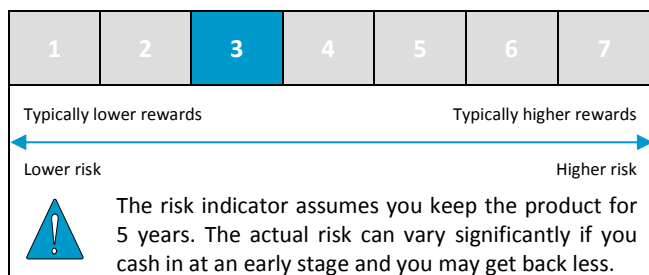 1 2 3 4 5 6 7
Typically lower rewards Typically higher rewards
Lower risk Higher risk
The risk indicator assumes you keep the product for
5 years. The actual risk can vary significantly if you
cash in at an early stage and you may get back less.